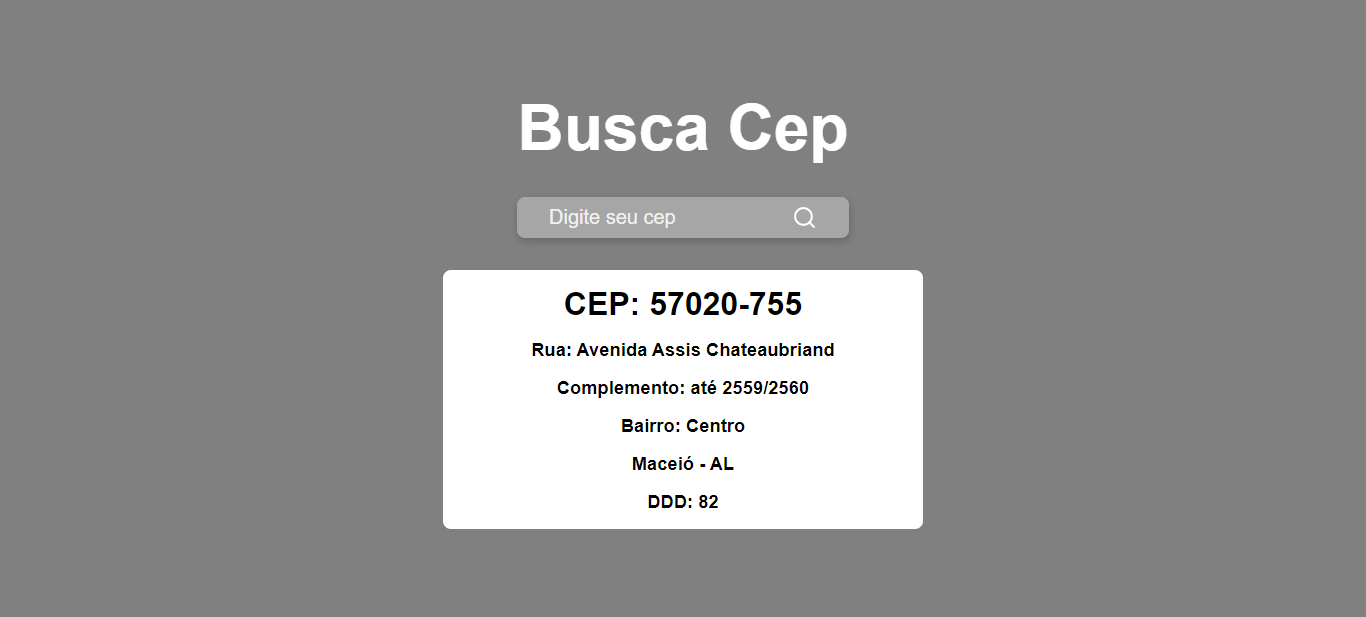 Busca Cep
Digite seu cep
CEP: 57020-755
Rua: Avenida Assis Chateaubriand
Complemento: até 2559/2560
Bairro: Centro
Maceió - AL
DDD: 82